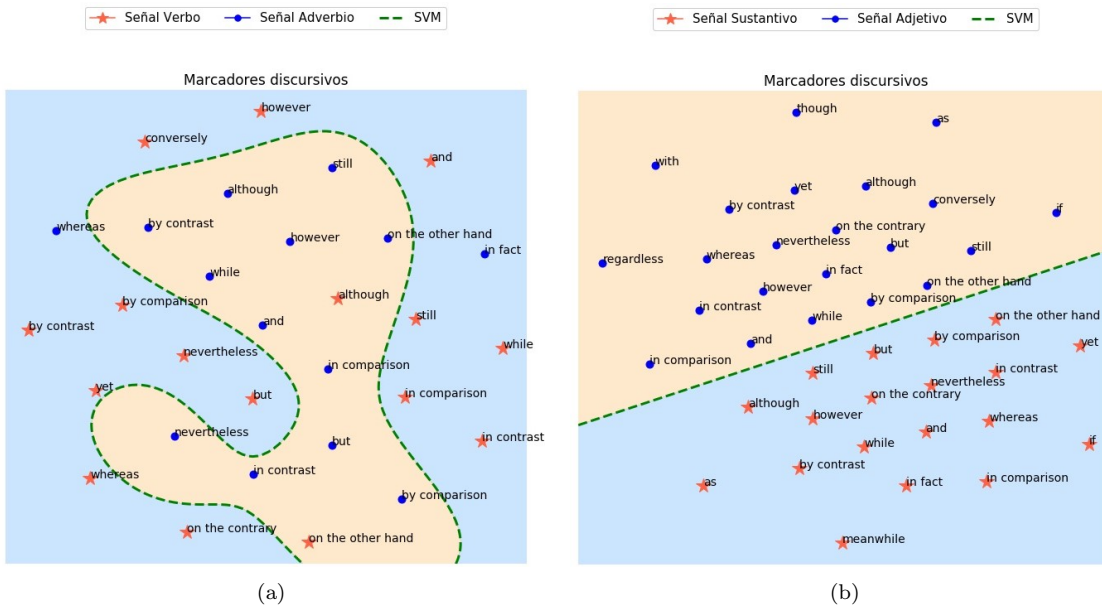 Señal Verbo Señal Adverbio SVM
Marcadores discursivos
however
conversely
and
still
although
whereas
by contrast
however
on the other hand
in fact
while
although
by comparison
by contrast
and
still
nevertheless
while
in comparison
yet
but
in comparison
nevertheless
but
in contrast
whereas
in contrast
by comparison
on the contrary
on the other hand
(a)
Señal Sustantivo Señal Adjetivo SVM
Marcadores discursivos
though
as
with
yet
although
by contrast
conversely
if
on the contrary
nevertheless
but
still
regardless
whereas
in fact
however
on the other hand
in contrast
by comparison
while
and
in comparison
on the other hand
by comparison
yet
but
still
in contrast
nevertheless
although
on the contrary
however
whereas
and
while
if
by contrast
as
in fact
in comparison
meanwhile
(b)